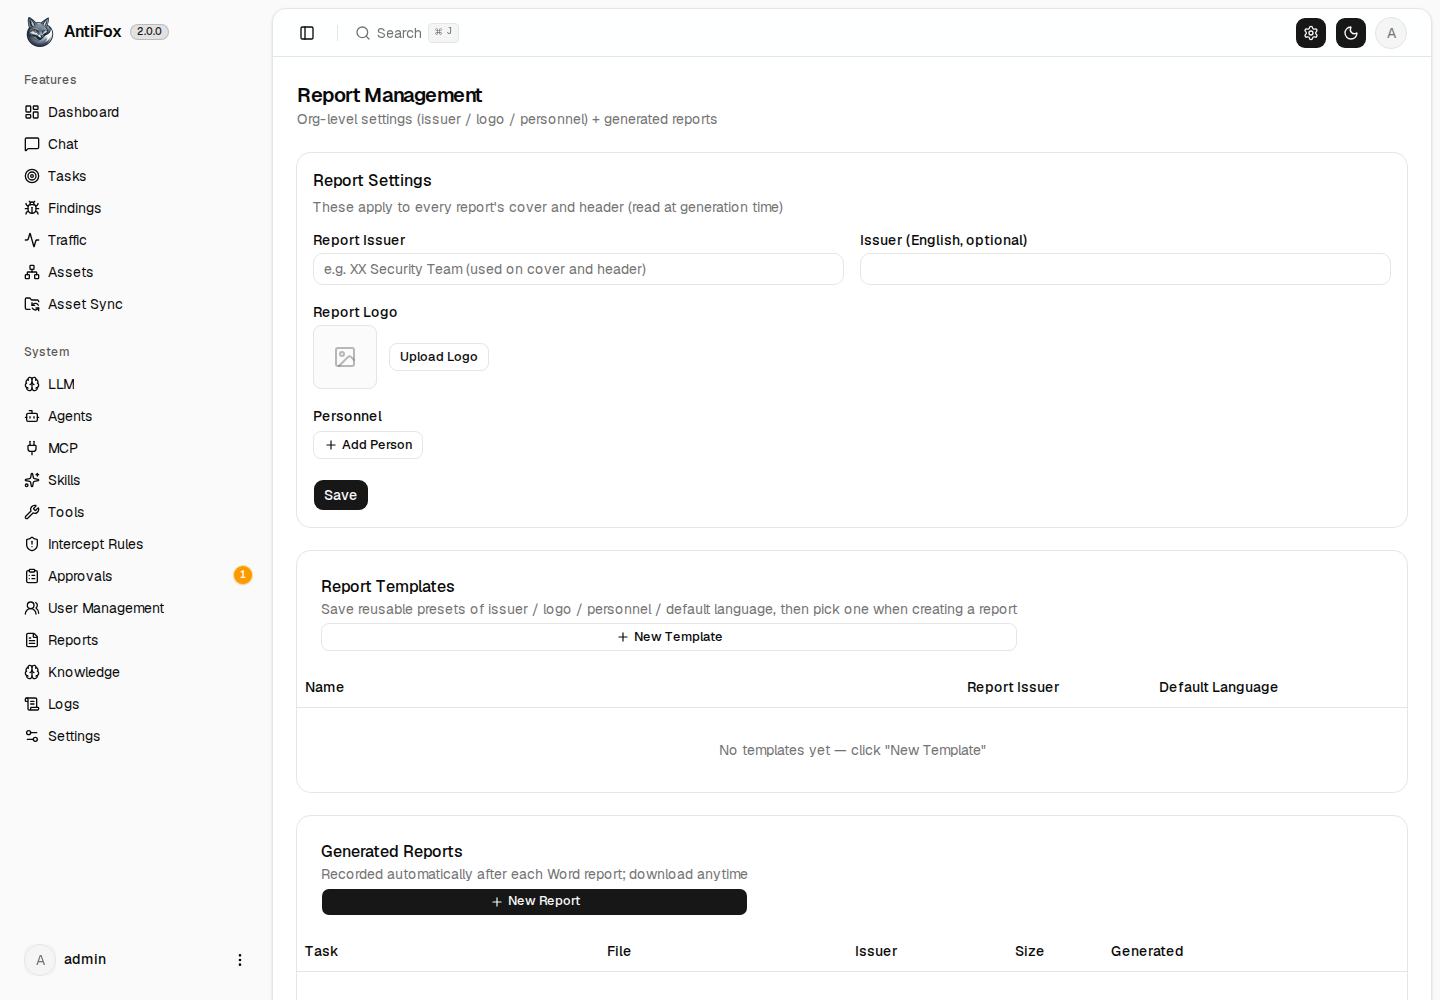 AntiFox 2.0.0
Features
Dashboard
Chat
Tasks
Findings
Traffic
Assets
Asset Sync
System
LLM
Agents
MCP
Skills
Tools
Intercept Rules
Approvals 1
User Management
Reports
Knowledge
Logs
Settings
A admin
Search ⌘ J
A
Report Management
Org-level settings (issuer / logo / personnel) + generated reports
Report Settings
These apply to every report's cover and header (read at generation time)
Report Issuer Issuer (English, optional)
e.g. XX Security Team (used on cover and header)
Report Logo
Upload Logo
Personnel
+ Add Person
Save
Report Templates
Save reusable presets of issuer / logo / personnel / default language, then pick one when creating a report
+ New Template
Name Report Issuer Default Language
No templates yet — click "New Template"
Generated Reports
Recorded automatically after each Word report; download anytime
+ New Report
Task File Issuer Size Generated